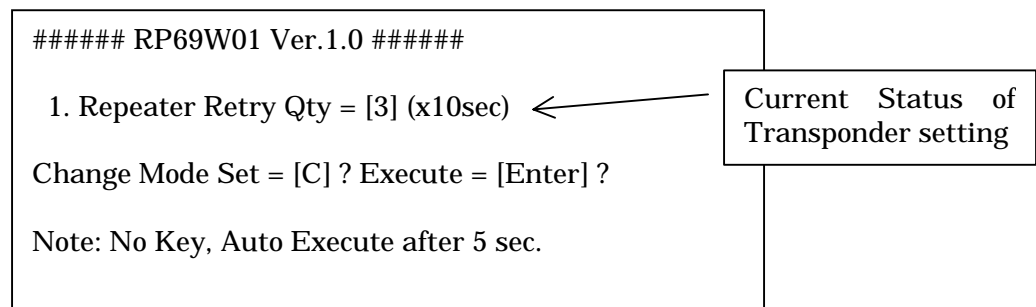 ###### RP69W01 Ver.1.0 ######
1. Repeater Retry Qty = [3] (x10sec)
Current Status of
Transponder setting
Change Mode Set = [C] ? Execute = [Enter] ?
Note: No Key, Auto Execute after 5 sec.